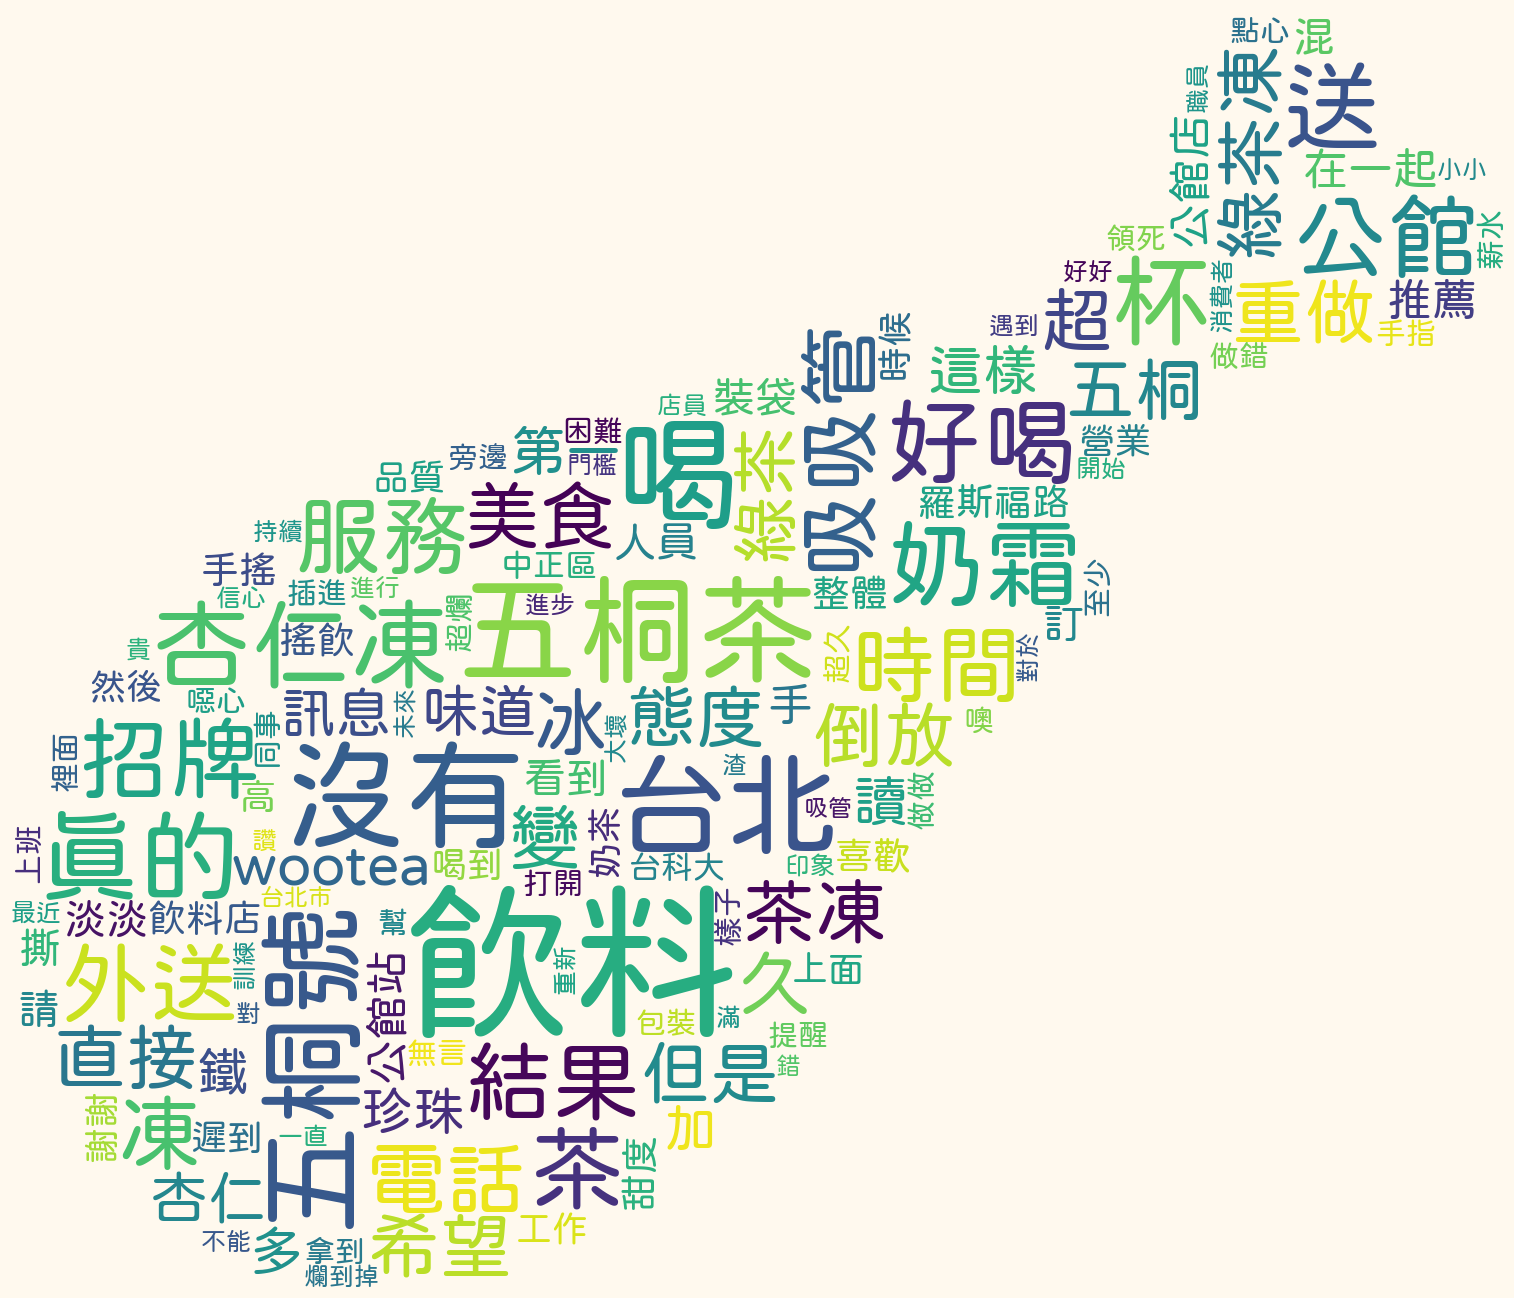 點心
混
綠茶凍
送
職員
公館店
在一起
小小
公館
薪水
領死
好好
杯
消費者
重做
推薦
手指
超
遇到
做錯
吸吸管
時候
這樣
五桐
裝袋
店員
困難
第一
門檻
喝
綠茶
好喝
營業
開始
旁邊
品質
美食
羅斯福路
服務
持續
人員
奶霜
中正區
手搖
插進
進行
信心
五桐茶
進步
整體
至少
訂
杏仁凍
搖飲
超爛
超久
時間
對於
貴
然後
噁心
訊息
未來
味道
冰
大壞
態度
手
倒放
噢
裡面
招牌
同事
沒有
看到
渣
台北
高
吸管
讀
做做
真的
讚
wootea
喝到
變
奶茶
台科大
印象
喜歡
上班
打開
台北市
最近
淡淡
飲料店
五桐號
幫
飲料
樣子
茶凍
撕
外送
訓練
公館站
重新
久
上面
請
對
包裝
滿
提醒
直接
鐵
無言
結果
但是
錯
謝謝
凍
遲到
一直
珍珠
加
杏仁
電話
茶
甜度
不能
多
拿到
希望
工作
爛到掉